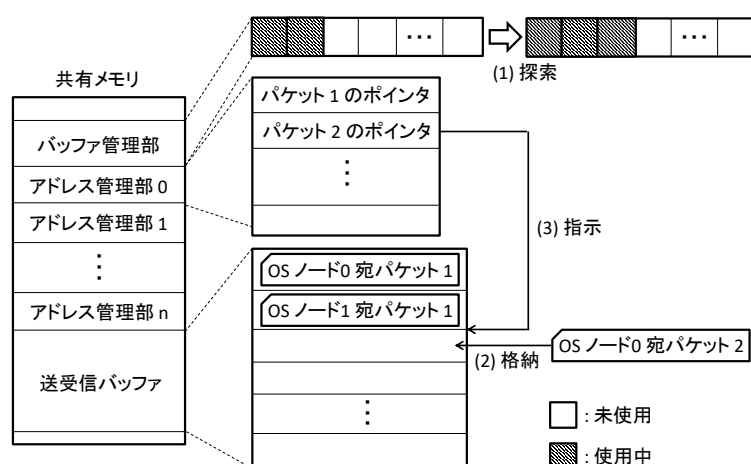 共有メモリ
バッファ管理部
アドレス管理部 0
アドレス管理部 1
⋮
アドレス管理部 n
送受信バッファ
…
(1) 探索
…
パケット 1 のポインタ
パケット 2 のポインタ
⋮
(3) 指示
OS ノード0 宛パケット 1
OS ノード1 宛パケット 1
(2) 格納
OS ノード0 宛パケット 2
⋮
: 未使用
: 使用中